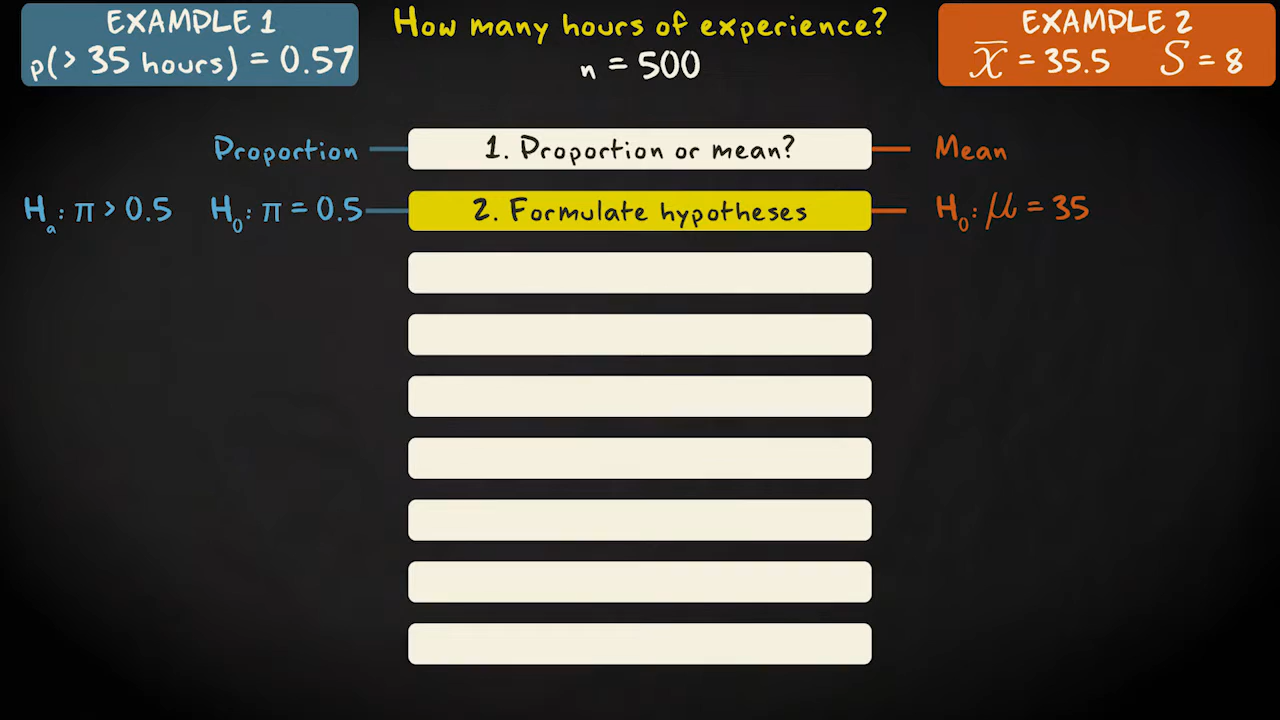 EXAMPLE 1
p(> 35 hours) = 0.57
How many hours of experience?
n = 500
EXAMPLE 2
x̄ = 35.5 S = 8
Proportion
1. Proportion or mean?
Mean
Hₐ: π > 0.5 H₀: π = 0.5
2. Formulate hypotheses
H₀: μ = 35